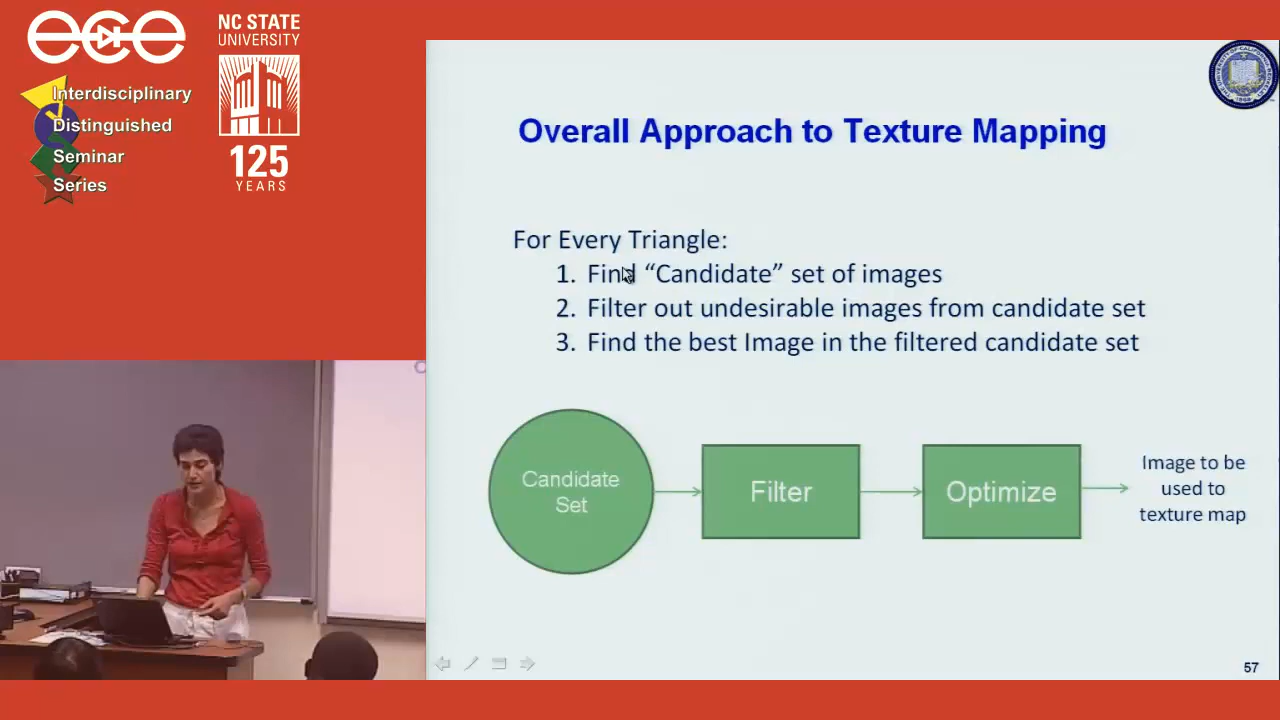 ece
NC STATE
UNIVERSITY
Interdisciplinary
Distinguished
Seminar
Series
125
YEARS
Overall Approach to Texture Mapping
For Every Triangle:
1. Find “Candidate” set of images
2. Filter out undesirable images from candidate set
3. Find the best Image in the filtered candidate set
Candidate
Set
Filter
Optimize
Image to be
used to
texture map
57